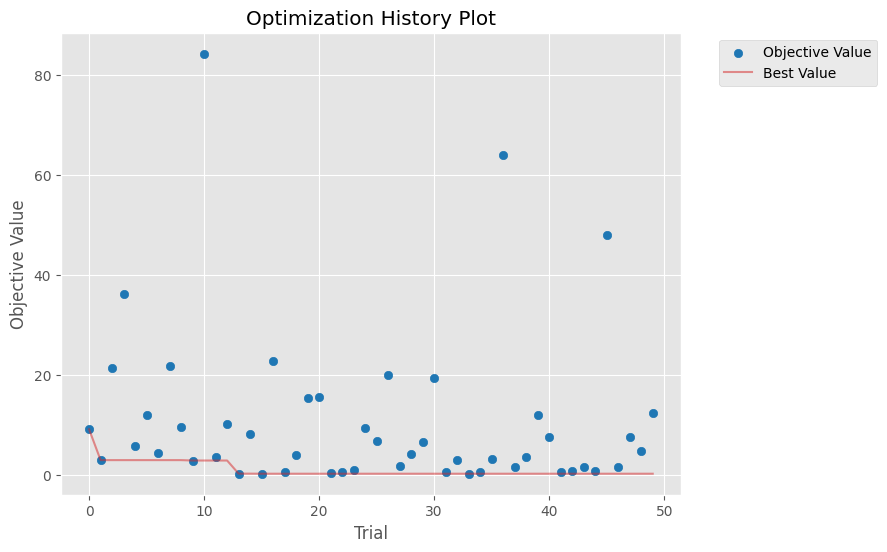 Optimization History Plot
Objective Value
Best Value
80
60
40
20
0
Objective Value
0 10 20 30 40 50
Trial